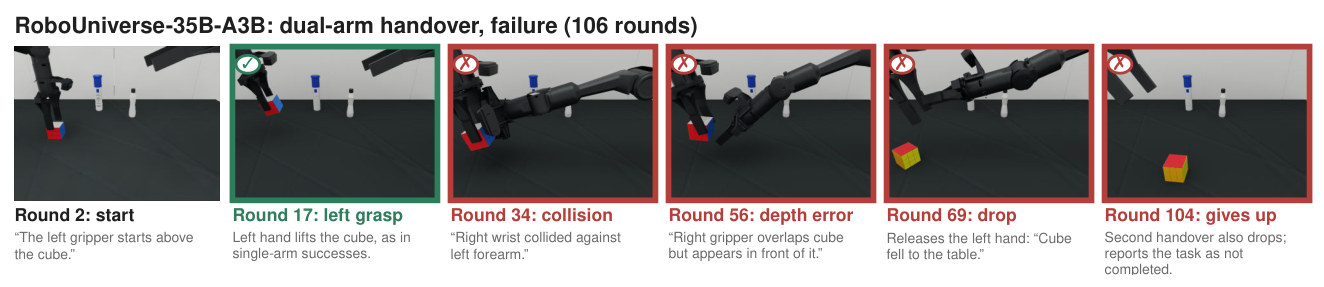 RoboUniverse-35B-A3B: dual-arm handover, failure (106 rounds)
Round 2: start
“The left gripper starts above
the cube.”
Round 17: left grasp
Left hand lifts the cube, as in
single-arm successes.
Round 34: collision
“Right wrist collided against
left forearm.”
Round 56: depth error
“Right gripper overlaps cube
but appears in front of it.”
Round 69: drop
Releases the left hand: “Cube
fell to the table.”
Round 104: gives up
Second handover also drops;
reports the task as not
completed.